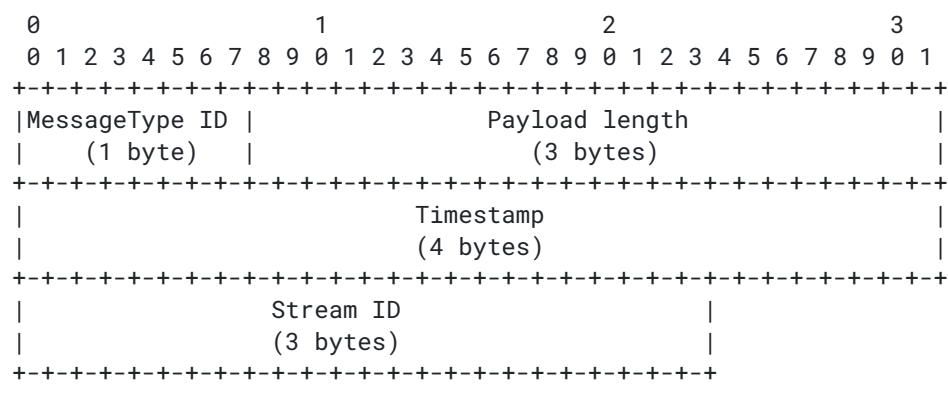 0                   1                   2                   3
 0 1 2 3 4 5 6 7 8 9 0 1 2 3 4 5 6 7 8 9 0 1 2 3 4 5 6 7 8 9 0 1
+-+-+-+-+-+-+-+-+-+-+-+-+-+-+-+-+-+-+-+-+-+-+-+-+-+-+-+-+-+-+-+-+
|MessageType ID |                Payload length                 |
|    (1 byte)   |                   (3 bytes)                   |
+-+-+-+-+-+-+-+-+-+-+-+-+-+-+-+-+-+-+-+-+-+-+-+-+-+-+-+-+-+-+-+-+
|                           Timestamp                           |
|                           (4 bytes)                           |
+-+-+-+-+-+-+-+-+-+-+-+-+-+-+-+-+-+-+-+-+-+-+-+-+-+-+-+-+-+-+-+-+
|                 Stream ID                     |
|                 (3 bytes)                     |
+-+-+-+-+-+-+-+-+-+-+-+-+-+-+-+-+-+-+-+-+-+-+-+-+